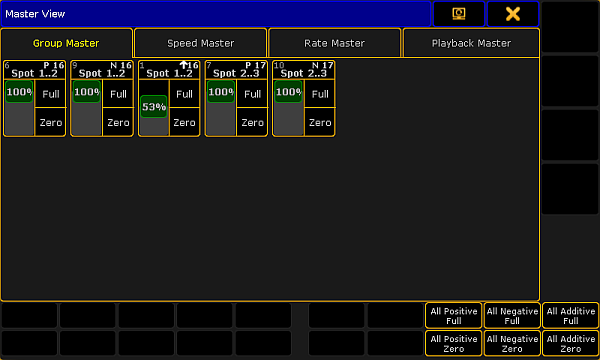 Master View
Group Master Speed Master Rate Master Playback Master
6 P 16 9 N 16 1 16 7 P 17 10 N 17
Spot 1..2 Spot 1..2 Spot 1..2 Spot 2..3 Spot 2..3
100% Full 100% Full Full 100% Full 100% Full
53%
Zero Zero Zero Zero Zero
All Positive Full All Negative Full All Additive Full
All Positive Zero All Negative Zero All Additive Zero